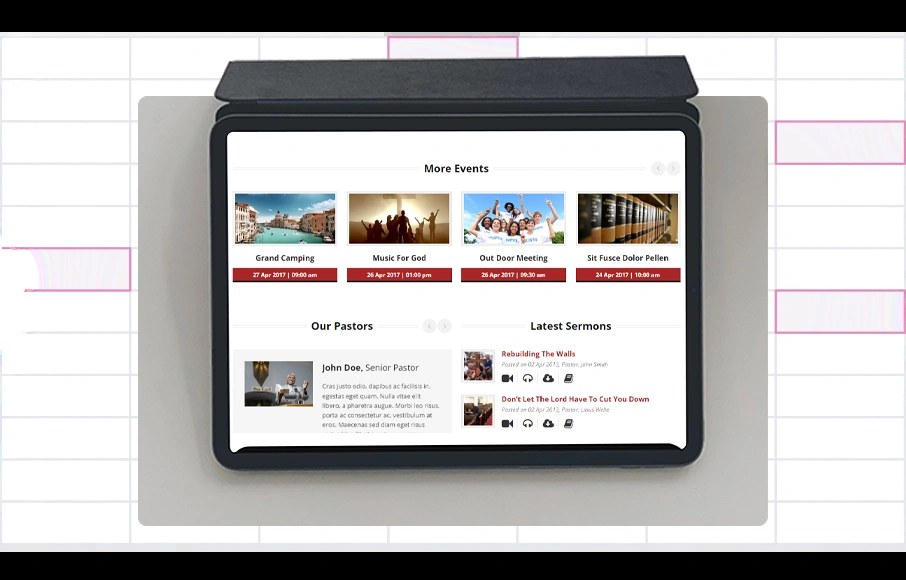 More Events
Grand Camping
Music For God
Out Door Meeting
Sit Fusce Dolor Pellen
27 Apr 2017 | 09:00 am
26 Apr 2017 | 01:00 pm
26 Apr 2017 | 09:30 am
24 Apr 2017 | 10:00 am
Our Pastors
Latest Sermons
John Doe, Senior Pastor
Cras justo odio, dapibus ac facilisis in,
egestas eget quam. Nulla vitae elit
libero, a pharetra augue. Morbi leo risus,
porta ac consectetur ac, vestibulum at
eros. Maecenas sed diam eget risus
Rebuilding The Walls
Posted on 02 Apr 2013, Pastor: John Smith
Don't Let The Lord Have To Cut You Down
Posted on 02 Apr 2013, Pastor: